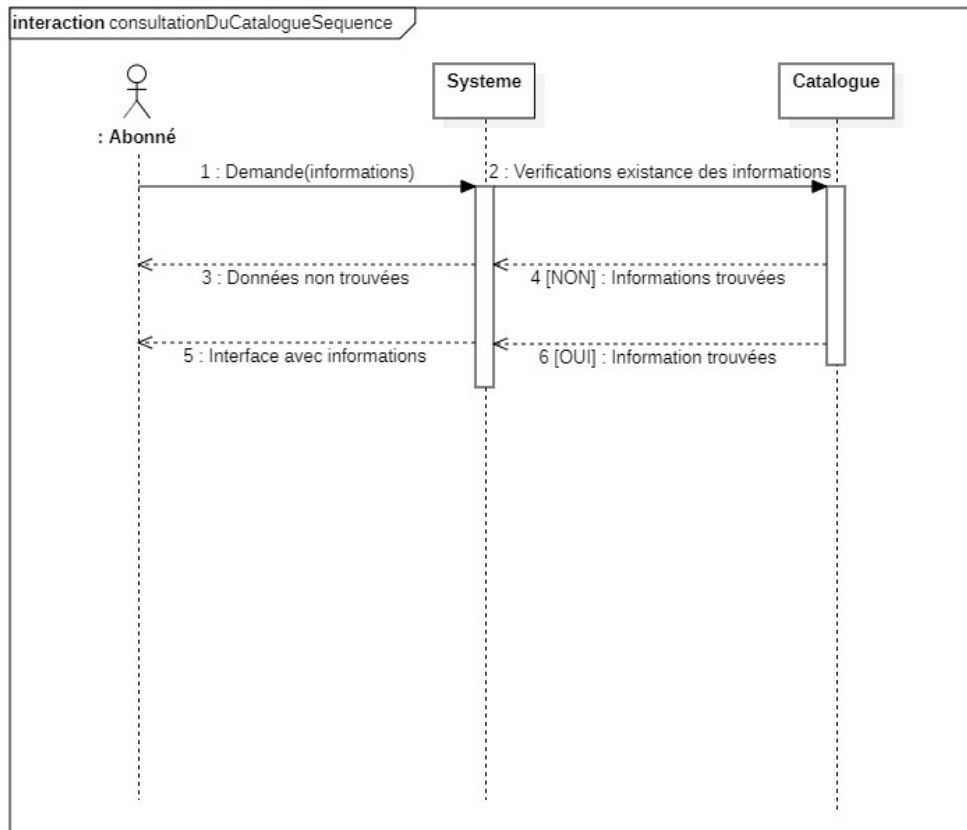 interaction consultationDuCatalogueSequence
Systeme
Catalogue
: Abonné
1 : Demande(informations)
2 : Verifications existance des informations
3 : Données non trouvées
4 [NON] : Informations trouvées
5 : Interface avec informations
6 [OUI] : Information trouvées